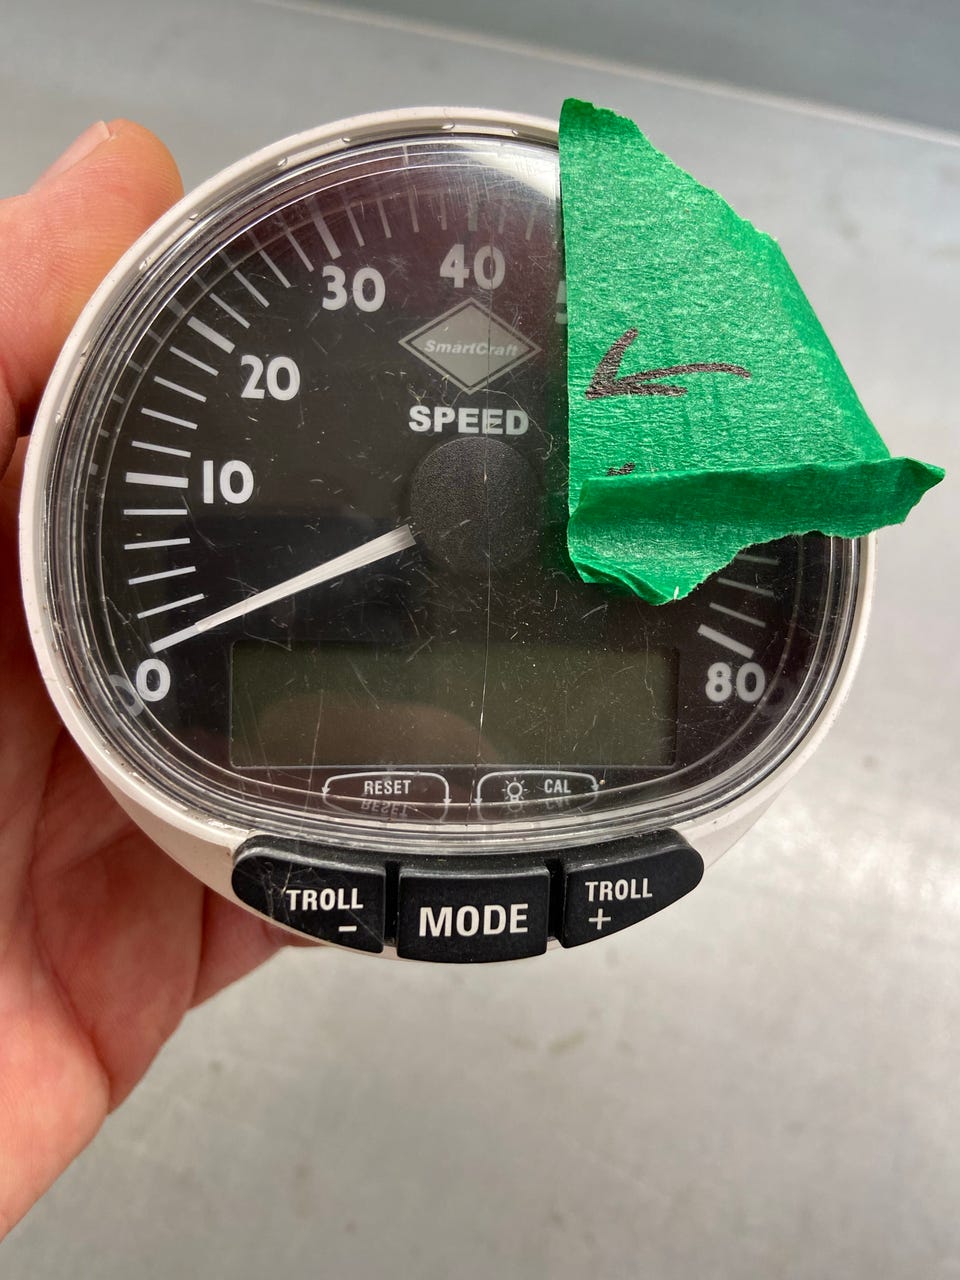 30 40
20
SmartCraft
SPEED
10
0 80
RESET CAL
TROLL - MODE TROLL +